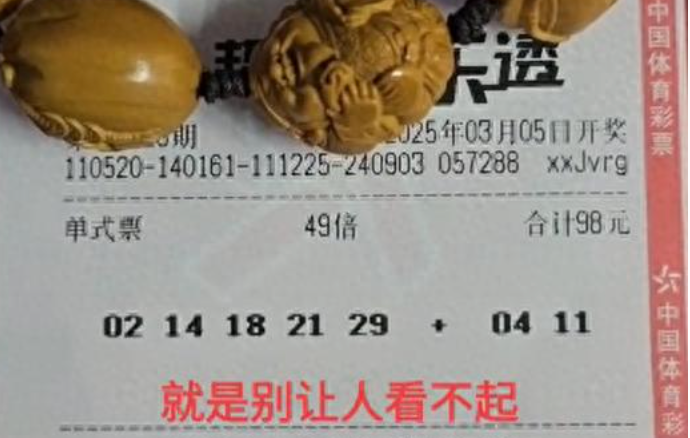 超 乐透
期 2025年03月05日开奖
110520-140161-111225-240903 057288 xxJvrg
单式票 49倍 合计98元
02 14 18 21 29 + 04 11
就是别让人看不起
中国体育彩票
中国体育彩